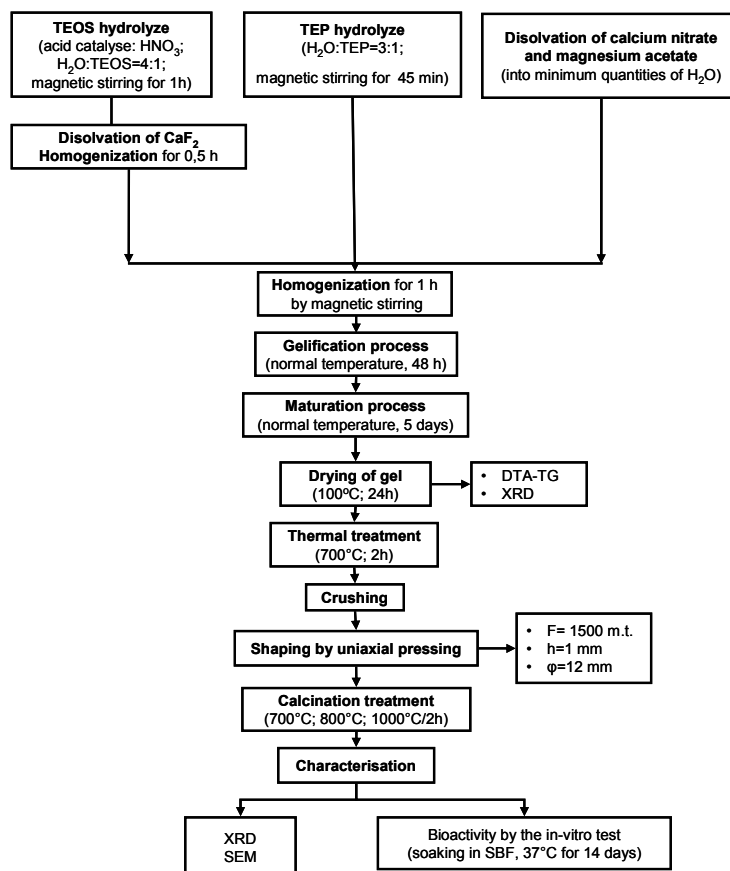 TEOS hydrolyze
(acid catalyse: HNO₃;
H₂O:TEOS=4:1;
magnetic stirring for 1h)
TEP hydrolyze
(H₂O:TEP=3:1;
magnetic stirring for 45 min)
Disolvation of calcium nitrate
and magnesium acetate
(into minimum quantities of H₂O)
Disolvation of CaF₂
Homogenization for 0,5 h
Homogenization for 1 h
by magnetic stirring
Gelification process
(normal temperature, 48 h)
Maturation process
(normal temperature, 5 days)
Drying of gel
(100ºC; 24h)
• DTA-TG
• XRD
Thermal treatment
(700°C; 2h)
Crushing
Shaping by uniaxial pressing
• F= 1500 m.t.
• h=1 mm
• φ=12 mm
Calcination treatment
(700°C; 800°C; 1000°C/2h)
Characterisation
XRD
SEM
Bioactivity by the in-vitro test
(soaking in SBF, 37°C for 14 days)